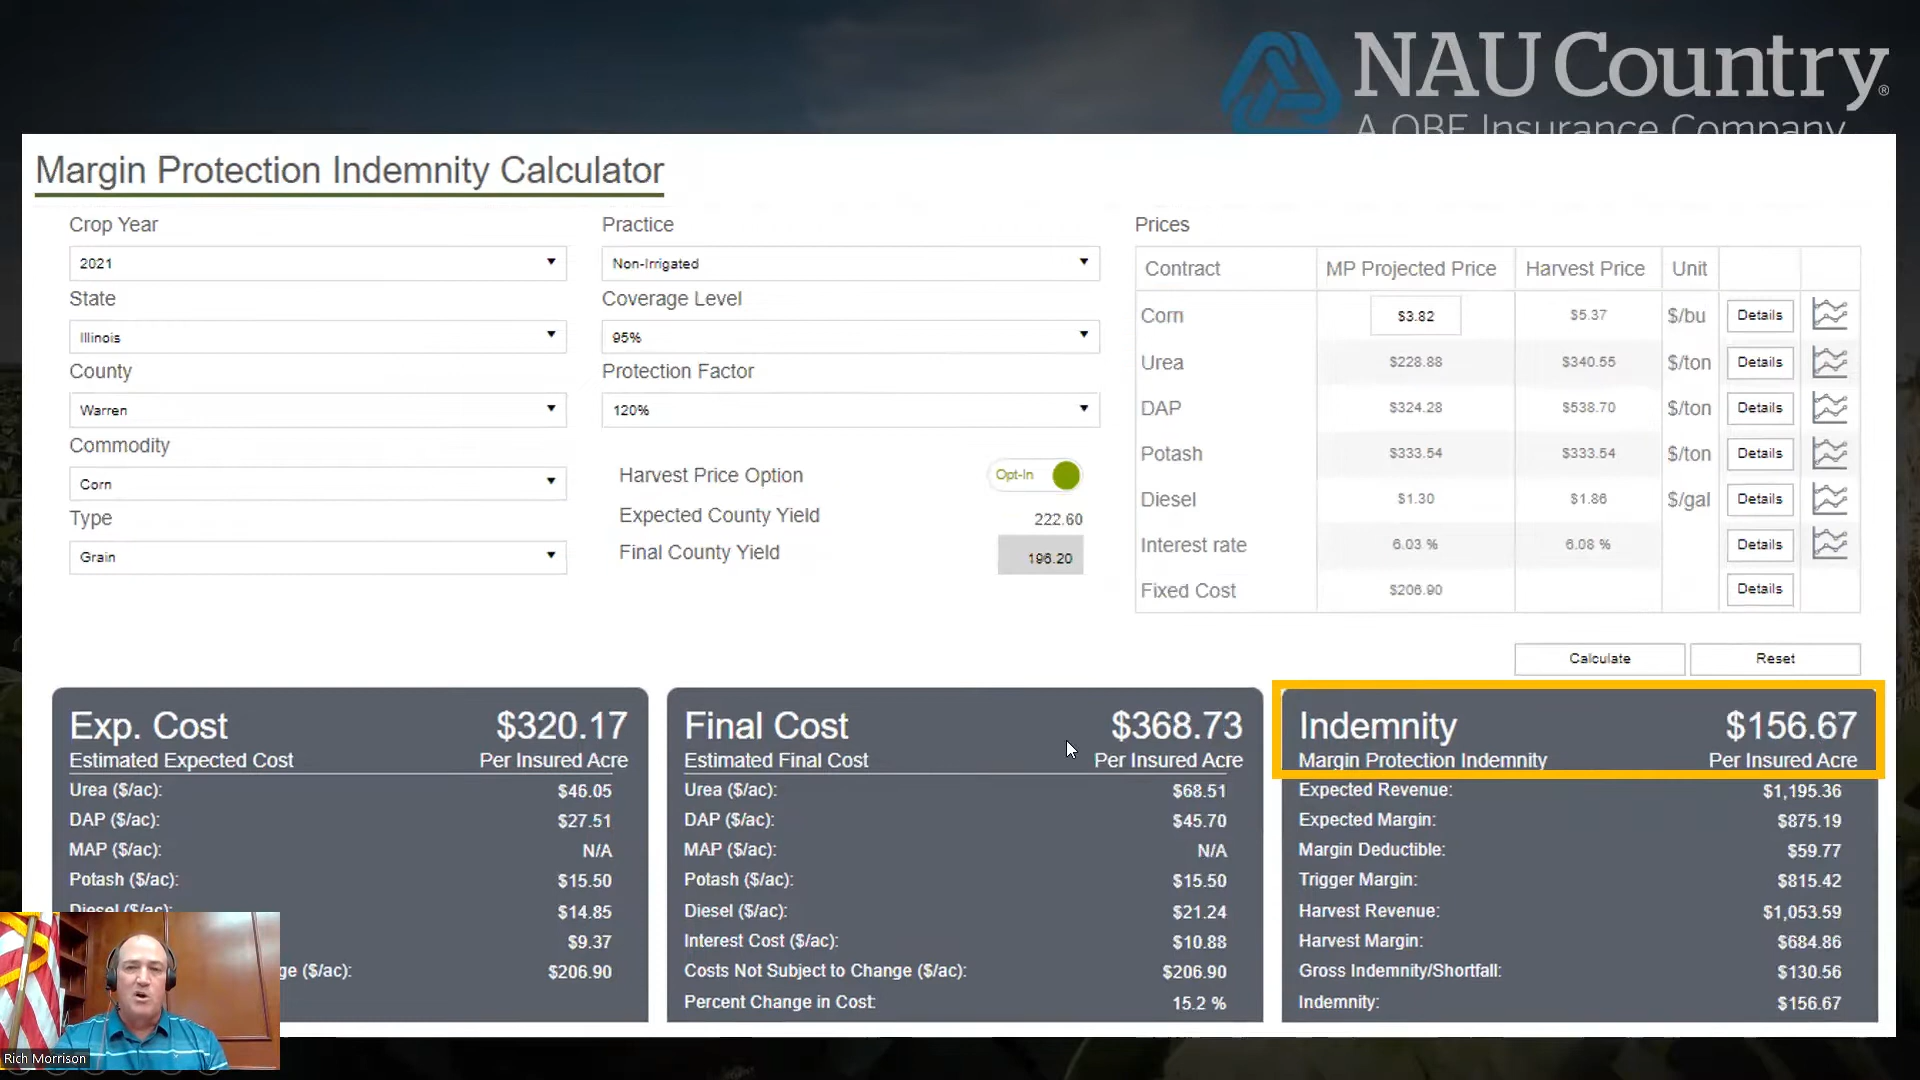 NAU Country®
A QBE Insurance Company
Margin Protection Indemnity Calculator
Crop Year
2021
State
Illinois
County
Warren
Commodity
Corn
Type
Grain
Practice
Non-Irrigated
Coverage Level
95%
Protection Factor
120%
Harvest Price Option Opt-In
Expected County Yield 222.60
Final County Yield 196.20
Prices
Contract MP Projected Price Harvest Price Unit
Corn $3.82 $5.37 $/bu Details
Urea $228.88 $340.55 $/ton Details
DAP $324.28 $538.70 $/ton Details
Potash $333.54 $333.54 $/ton Details
Diesel $1.30 $1.86 $/gal Details
Interest rate 6.03 % 6.08 % Details
Fixed Cost $206.90 Details
Calculate Reset
Exp. Cost $320.17
Estimated Expected Cost Per Insured Acre
Urea ($/ac): $46.05
DAP ($/ac): $27.51
MAP ($/ac): N/A
Potash ($/ac): $15.50
Diesel ($/ac): $14.85
$9.37
ge ($/ac): $206.90
Final Cost $368.73
Estimated Final Cost Per Insured Acre
Urea ($/ac): $68.51
DAP ($/ac): $45.70
MAP ($/ac): N/A
Potash ($/ac): $15.50
Diesel ($/ac): $21.24
Interest Cost ($/ac): $10.88
Costs Not Subject to Change ($/ac): $206.90
Percent Change in Cost: 15.2 %
Indemnity $156.67
Margin Protection Indemnity Per Insured Acre
Expected Revenue: $1,195.36
Expected Margin: $875.19
Margin Deductible: $59.77
Trigger Margin: $815.42
Harvest Revenue: $1,053.59
Harvest Margin: $684.86
Gross Indemnity/Shortfall: $130.56
Indemnity: $156.67
Rich Morrison